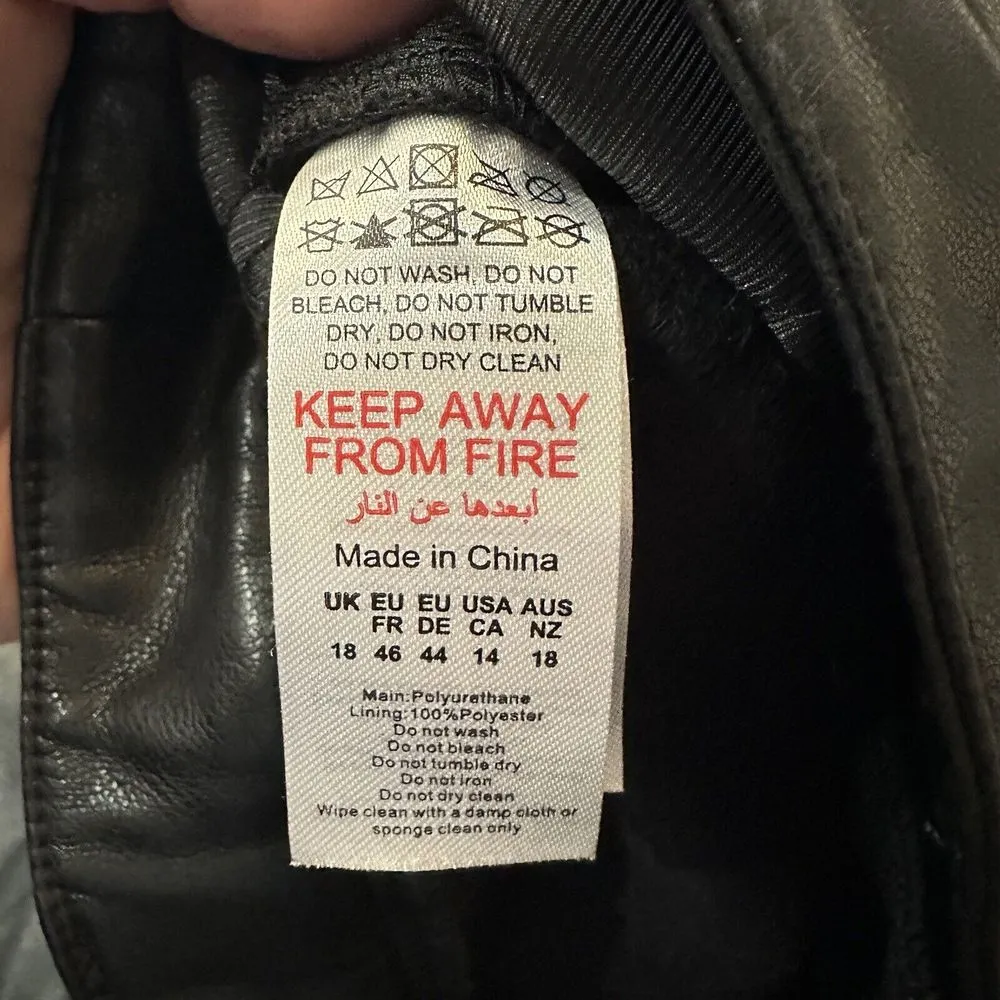 DO NOT WASH, DO NOT
BLEACH, DO NOT TUMBLE
DRY, DO NOT IRON,
DO NOT DRY CLEAN
KEEP AWAY
FROM FIRE
أبعدها عن النار
Made in China
UK EU EU USA AUS
FR DE CA NZ
18 46 44 14 18
Main:Polyurethane
Lining:100%Polyester
Do not wash
Do not bleach
Do not tumble dry
Do not iron
Do not dry clean
Wipe clean with a damp cloth or
sponge clean only